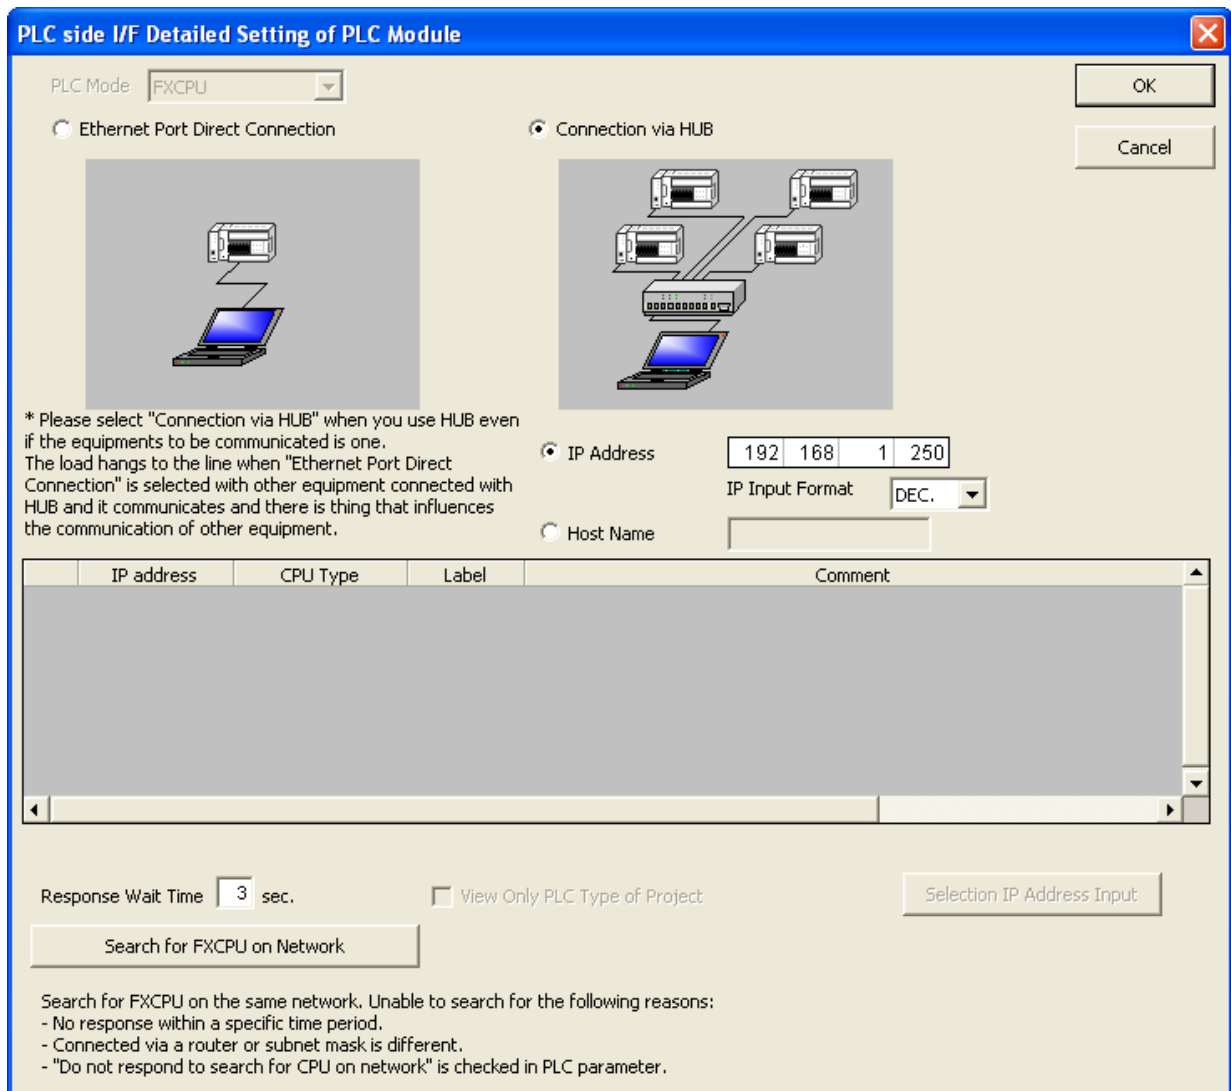 PLC side I/F Detailed Setting of PLC Module
PLC Mode FXCPU
OK
Ethernet Port Direct Connection
Connection via HUB
Cancel
* Please select "Connection via HUB" when you use HUB even
if the equipments to be communicated is one.
The load hangs to the line when "Ethernet Port Direct
Connection" is selected with other equipment connected with
HUB and it communicates and there is thing that influences
the communication of other equipment.
IP Address 192 168 1 250
IP Input Format DEC.
Host Name
IP address CPU Type Label Comment
Response Wait Time 3 sec.
View Only PLC Type of Project
Selection IP Address Input
Search for FXCPU on Network
Search for FXCPU on the same network. Unable to search for the following reasons:
- No response within a specific time period.
- Connected via a router or subnet mask is different.
- "Do not respond to search for CPU on network" is checked in PLC parameter.